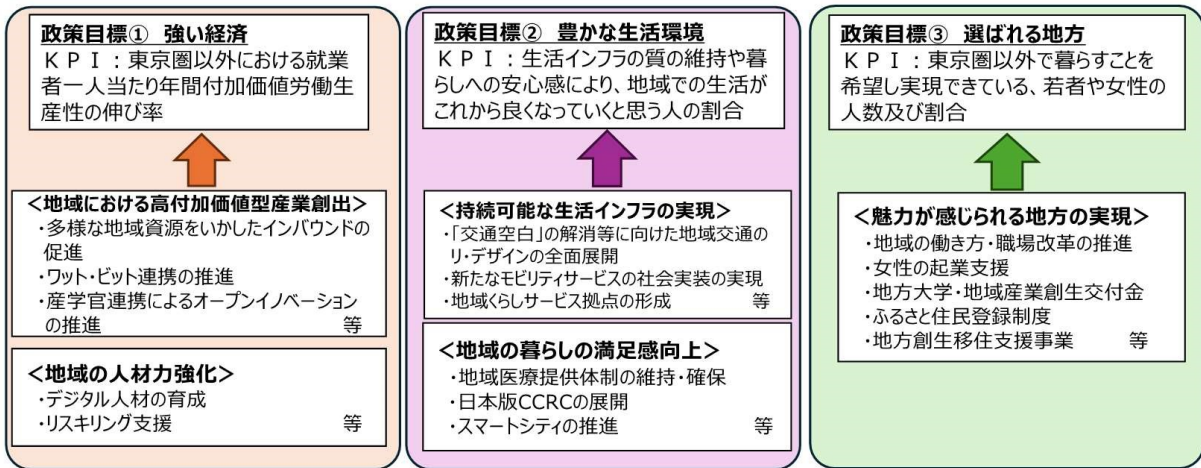 政策目標① 強い経済
ＫＰＩ：東京圏以外における就業
者一人当たり年間付加価値労働生
産性の伸び率
<地域における高付加価値型産業創出>
・多様な地域資源をいかしたインバウンドの
促進
・ワット・ビット連携の推進
・産学官連携によるオープンイノベーション
の推進 等
<地域の人材力強化>
・デジタル人材の育成
・リスキリング支援 等
政策目標② 豊かな生活環境
ＫＰＩ：生活インフラの質の維持や暮
らしへの安心感により、地域での生活が
これから良くなっていくと思う人の割合
<持続可能な生活インフラの実現>
・「交通空白」の解消等に向けた地域交通の
リ・デザインの全面展開
・新たなモビリティサービスの社会実装の実現
・地域くらしサービス拠点の形成 等
<地域の暮らしの満足感向上>
・地域医療提供体制の維持・確保
・日本版CCRCの展開
・スマートシティの推進 等
政策目標③ 選ばれる地方
ＫＰＩ：東京圏以外で暮らすことを
希望し実現できている、若者や女性の
人数及び割合
<魅力が感じられる地方の実現>
・地域の働き方・職場改革の推進
・女性の起業支援
・地方大学・地域産業創生交付金
・ふるさと住民登録制度
・地方創生移住支援事業 等